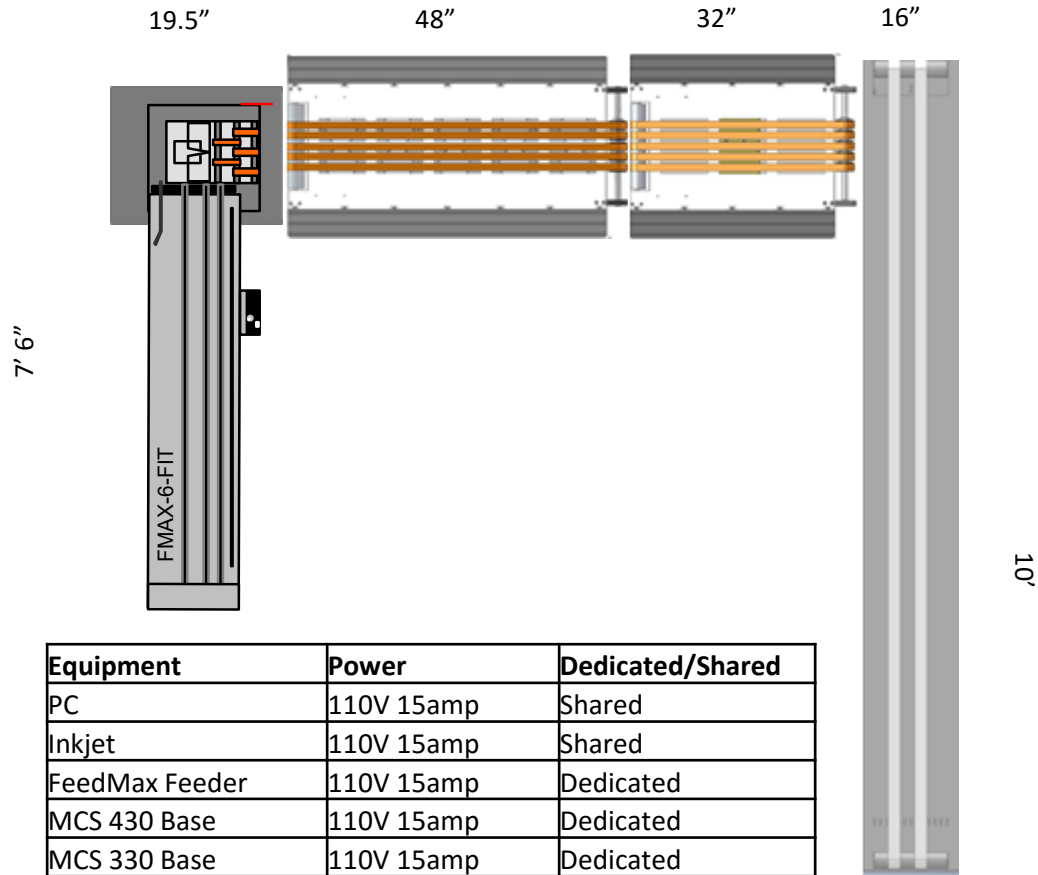 19.5”
48”
32”
16”
7’ 6”
FMAX-6-FIT
10’
Equipment Power Dedicated/Shared
PC 110V 15amp Shared
Inkjet 110V 15amp Shared
FeedMax Feeder 110V 15amp Dedicated
MCS 430 Base 110V 15amp Dedicated
MCS 330 Base 110V 15amp Dedicated